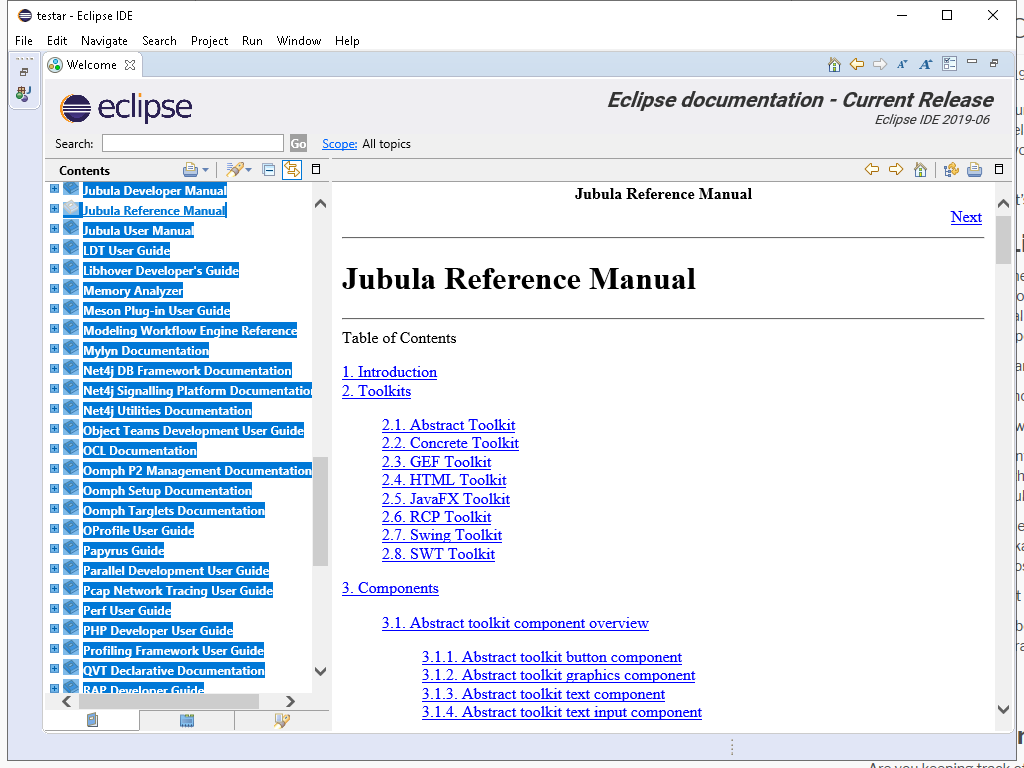 testar - Eclipse IDE
File Edit Navigate Search Project Run Window Help
Welcome
eclipse
Eclipse documentation - Current Release
Eclipse IDE 2019-06
Search: Go Scope: All topics
Contents
Jubula Developer Manual
Jubula Reference Manual
Jubula User Manual
LDT User Guide
Libhover Developer's Guide
Memory Analyzer
Meson Plug-in User Guide
Modeling Workflow Engine Reference
Mylyn Documentation
Net4j DB Framework Documentation
Net4j Signalling Platform Documentatio
Net4j Utilities Documentation
Object Teams Development User Guide
OCL Documentation
Oomph P2 Management Documentation
Oomph Setup Documentation
Oomph Targlets Documentation
OProfile User Guide
Papyrus Guide
Parallel Development User Guide
Pcap Network Tracing User Guide
Perf User Guide
PHP Developer User Guide
Profiling Framework User Guide
QVT Declarative Documentation
RAP Developer Guide
Jubula Reference Manual
Next
Jubula Reference Manual
Table of Contents
1. Introduction
2. Toolkits
2.1. Abstract Toolkit
2.2. Concrete Toolkit
2.3. GEF Toolkit
2.4. HTML Toolkit
2.5. JavaFX Toolkit
2.6. RCP Toolkit
2.7. Swing Toolkit
2.8. SWT Toolkit
3. Components
3.1. Abstract toolkit component overview
3.1.1. Abstract toolkit button component
3.1.2. Abstract toolkit graphics component
3.1.3. Abstract toolkit text component
3.1.4. Abstract toolkit text input component
Are you keeping track of